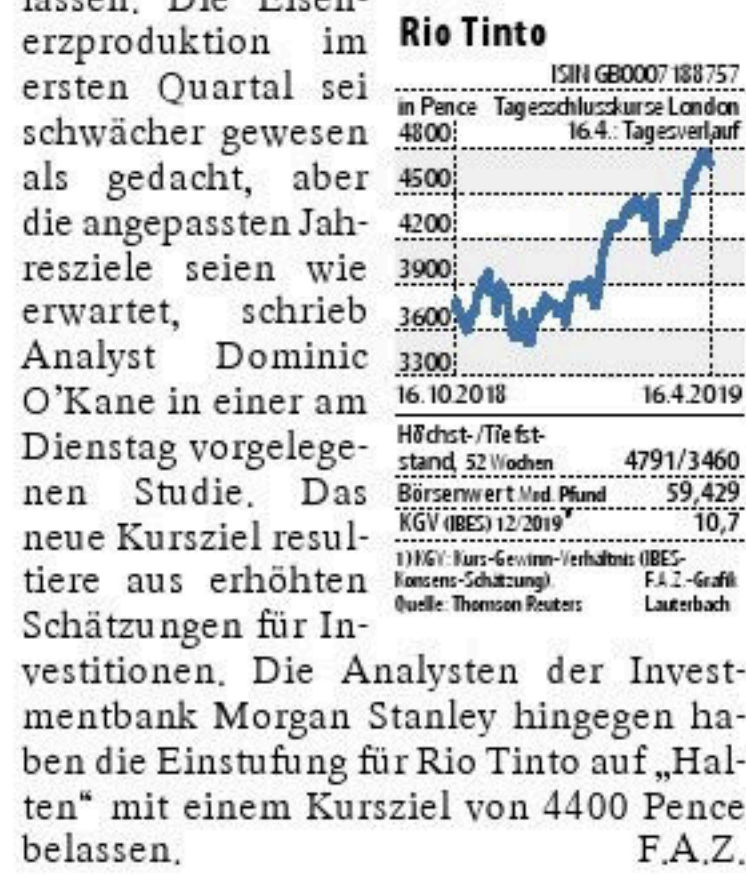 lassen. Die Eisen-
erzproduktion im
ersten Quartal sei
schwächer gewesen
als gedacht, aber
die angepassten Jah-
resziele seien wie
erwartet, schrieb
Analyst Dominic
O'Kane in einer am
Dienstag vorgelege-
nen Studie. Das
neue Kursziel resul-
tiere aus erhöhten
Schätzungen für In-
Rio Tinto
ISIN GB0007188757
in Pence Tagesschlusskurse London
4800 16.4.: Tagesverlauf
4500
4200
3900
3600
3300
16.10.2018 16.4.2019
Höchst-/Tiefst-
stand, 52 Wochen 4791/3460
Börsenwert Mrd. Pfund 59,429
KGV (IBES) 12/2019 10,7
1) KGV: Kurs-Gewinn-Verhältnis (IBES-
Konsens-Schätzung). F.A.Z.-Grafik
Quelle: Thomson Reuters Lauterbach
vestitionen. Die Analysten der Invest-
mentbank Morgan Stanley hingegen ha-
ben die Einstufung für Rio Tinto auf „Hal-
ten“ mit einem Kursziel von 4400 Pence
belassen. F.A.Z.